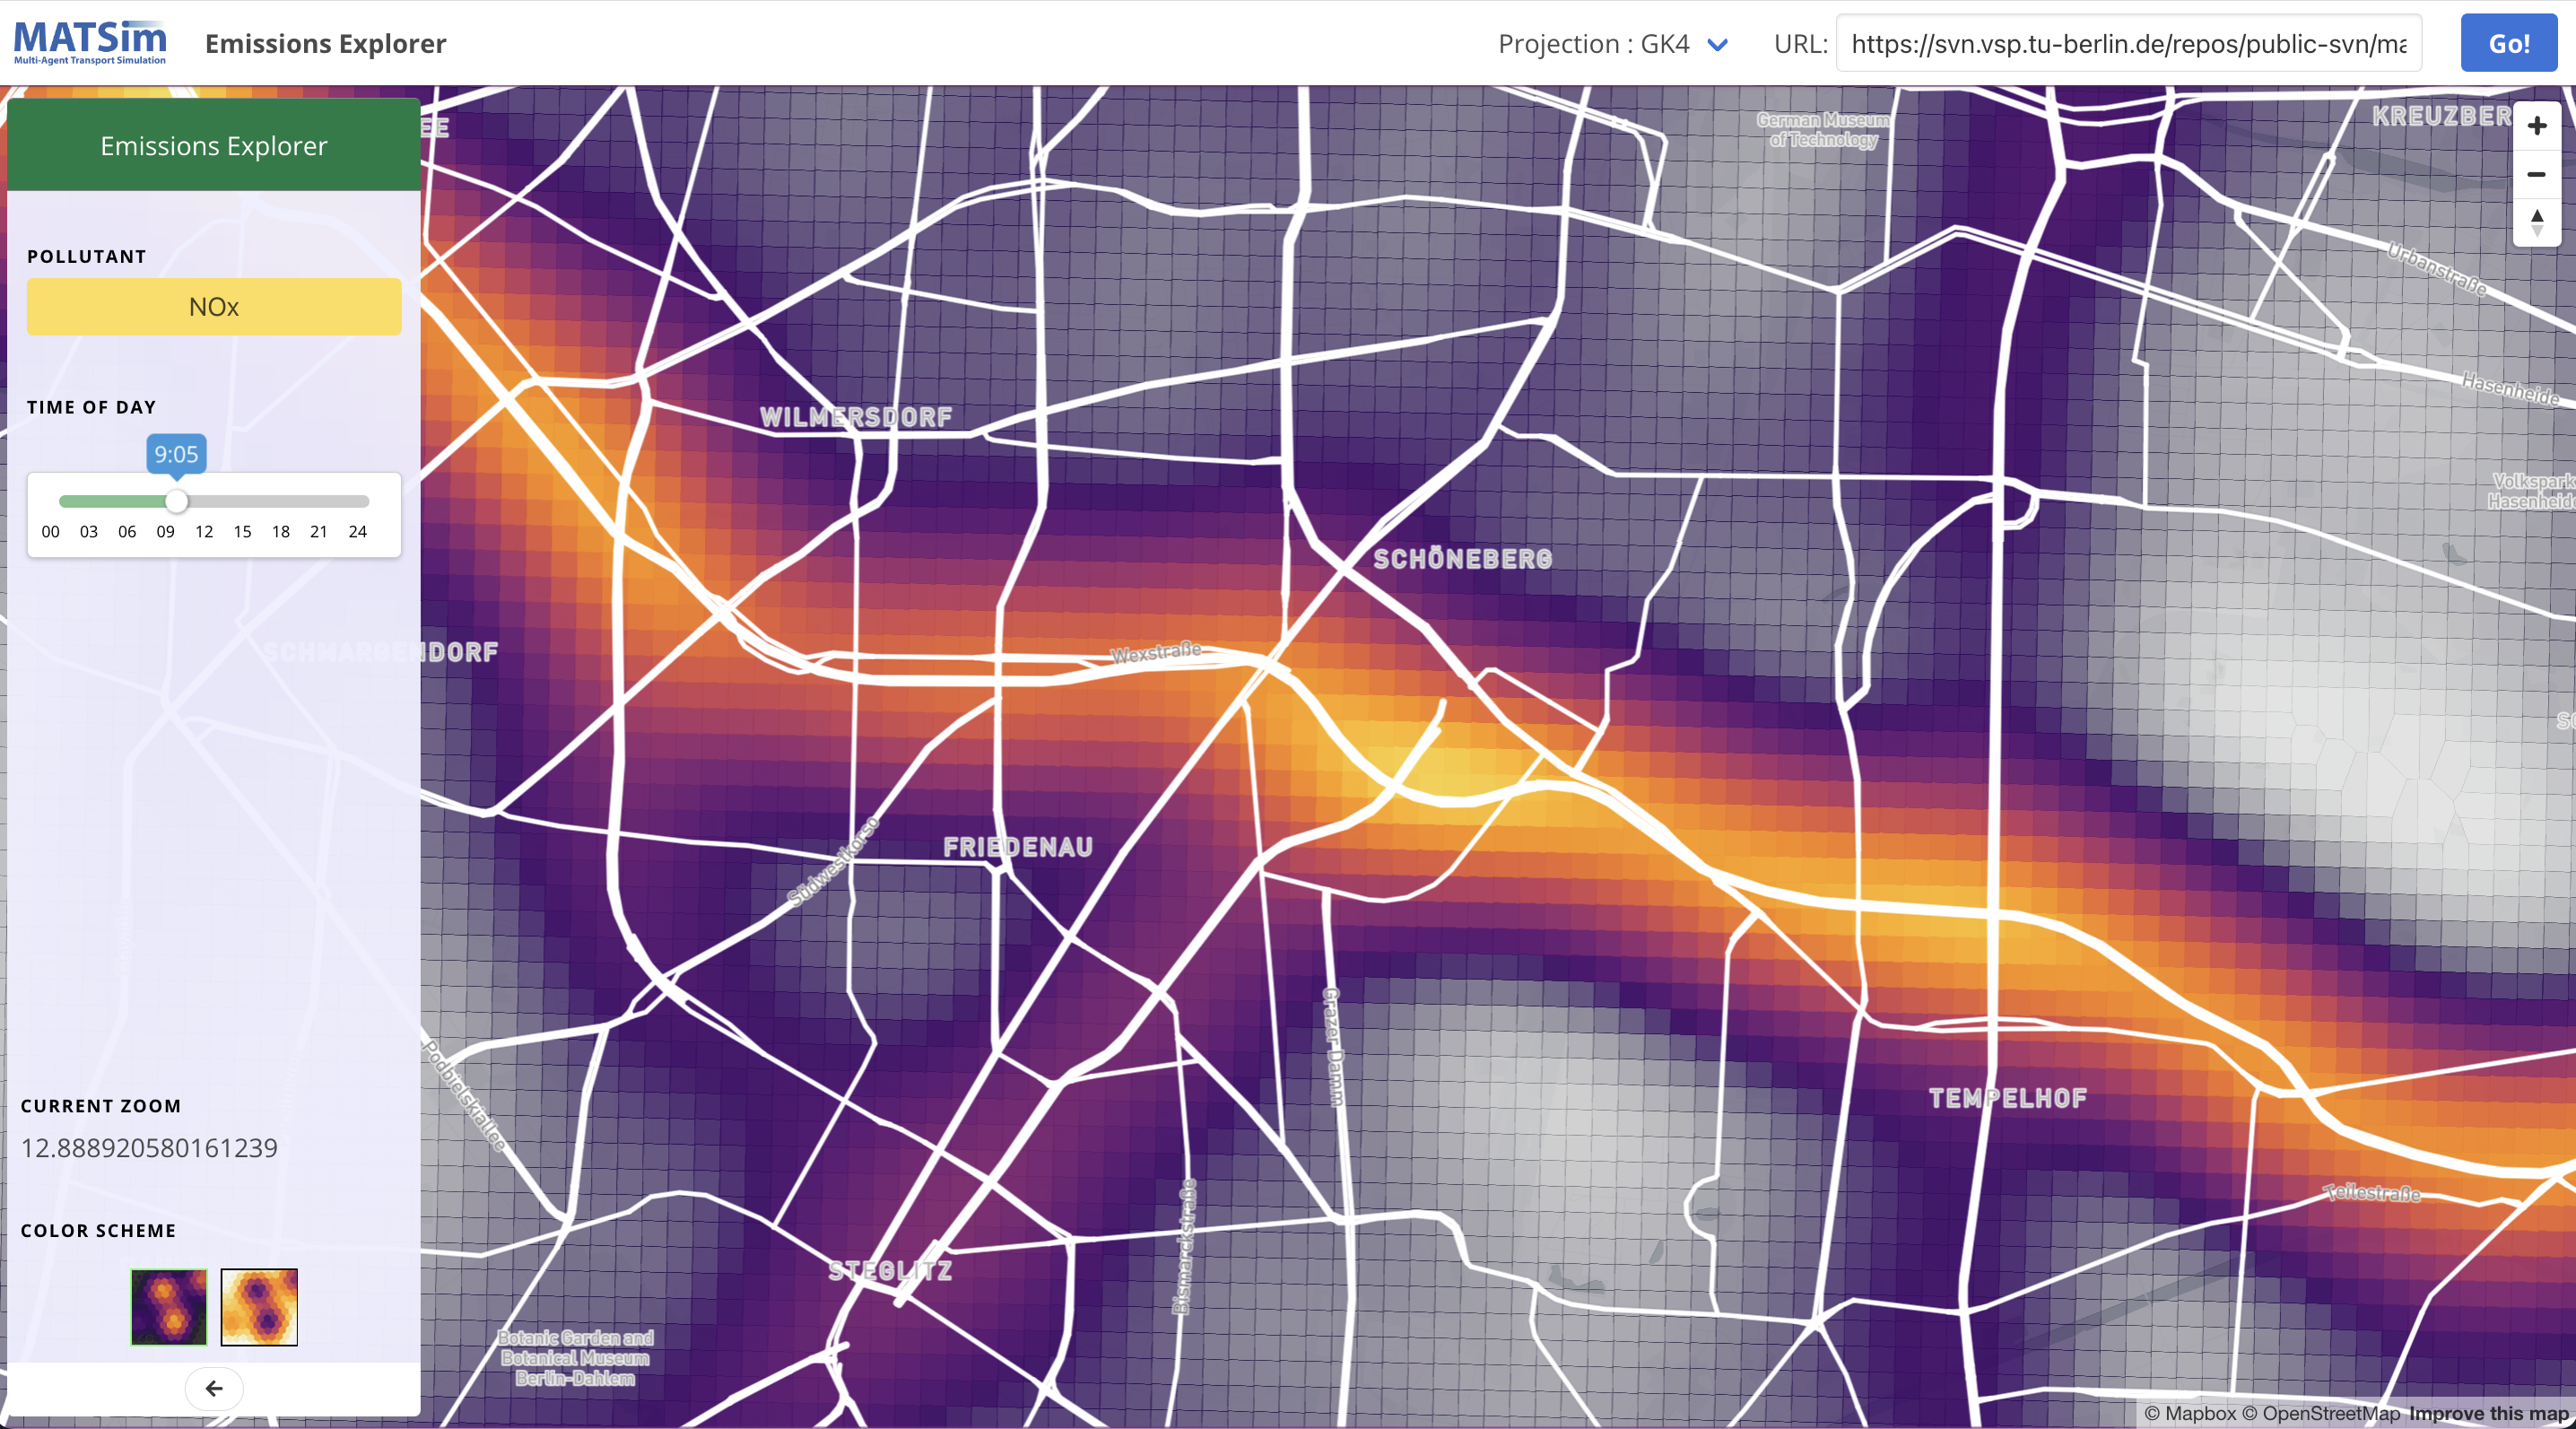 MATSim
Multi-Agent Transport Simulation
Emissions Explorer
Projection : GK4
URL:
https://svn.vsp.tu-berlin.de/repos/public-svn/ma
Go!
Emissions Explorer
POLLUTANT
NOx
TIME OF DAY
9:05
00 03 06 09 12 15 18 21 24
CURRENT ZOOM
12.888920580161239
COLOR SCHEME
EE
German Museum
of Technology
KREUZBER
Urbanstraße
Hasenheide
WILMERSDORF
Volkspark
Hasenheide
SCHÖNEBERG
SCHMARGENDORF
Wexstraße
FRIEDENAU
Südwestkorso
Grazer Damm
Podbielskiallee
TEMPELHOF
Teilestraße
Bismarckstraße
STEGLITZ
Botanic Garden and
Botanical Museum
Berlin-Dahlem
© Mapbox © OpenStreetMap Improve this map